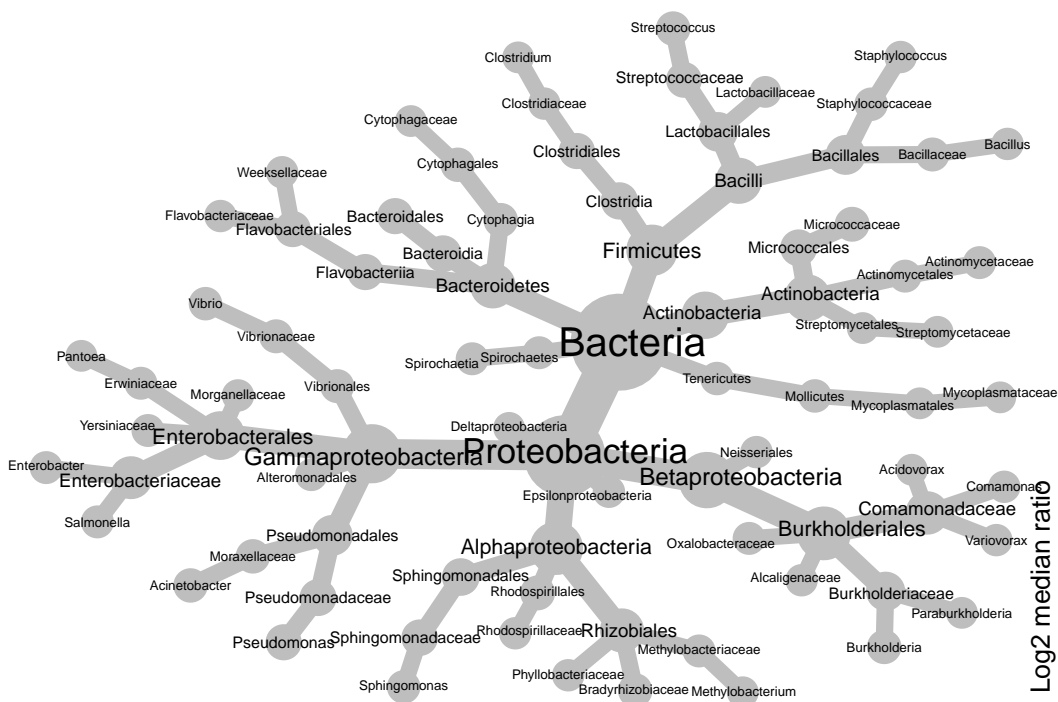 Streptococcus
Staphylococcus
Clostridium
Streptococcaceae
Lactobacillaceae
Clostridiaceae
Staphylococcaceae
Cytophagaceae
Lactobacillales
Bacillus
Clostridiales
Bacillales
Bacillaceae
Cytophagales
Weeksellaceae
Bacilli
Clostridia
Flavobacteriaceae
Bacteroidales
Cytophagia
Micrococcaceae
Flavobacteriales
Micrococcales
Bacteroidia
Firmicutes
Actinomycetaceae
Flavobacteriia
Actinomycetales
Bacteroidetes
Actinobacteria
Vibrio
Actinobacteria
Streptomycetales
Streptomycetaceae
Vibrionaceae
Bacteria
Pantoea
Spirochaetes
Spirochaetia
Tenericutes
Erwiniaceae
Vibrionales
Morganellaceae
Mollicutes
Mycoplasmataceae
Mycoplasmatales
Yersiniaceae
Deltaproteobacteria
Enterobacterales
Proteobacteria
Neisseriales
Gammaproteobacteria
Enterobacter
Acidovorax
Enterobacteriaceae
Alteromonadales
Betaproteobacteria
Comamonas
Epsilonproteobacteria
Comamonadaceae
Salmonella
Burkholderiales
Pseudomonadales
Alphaproteobacteria
Oxalobacteraceae
Variovorax
Moraxellaceae
Sphingomonadales
Alcaligenaceae
Acinetobacter
Rhodospirillales
Burkholderiaceae
Pseudomonadaceae
Paraburkholderia
Rhodospirillaceae
Rhizobiales
Pseudomonas
Sphingomonadaceae
Methylobacteriaceae
Burkholderia
Phyllobacteriaceae
Sphingomonas
Bradyrhizobiaceae
Methylobacterium
Log2 median ratio